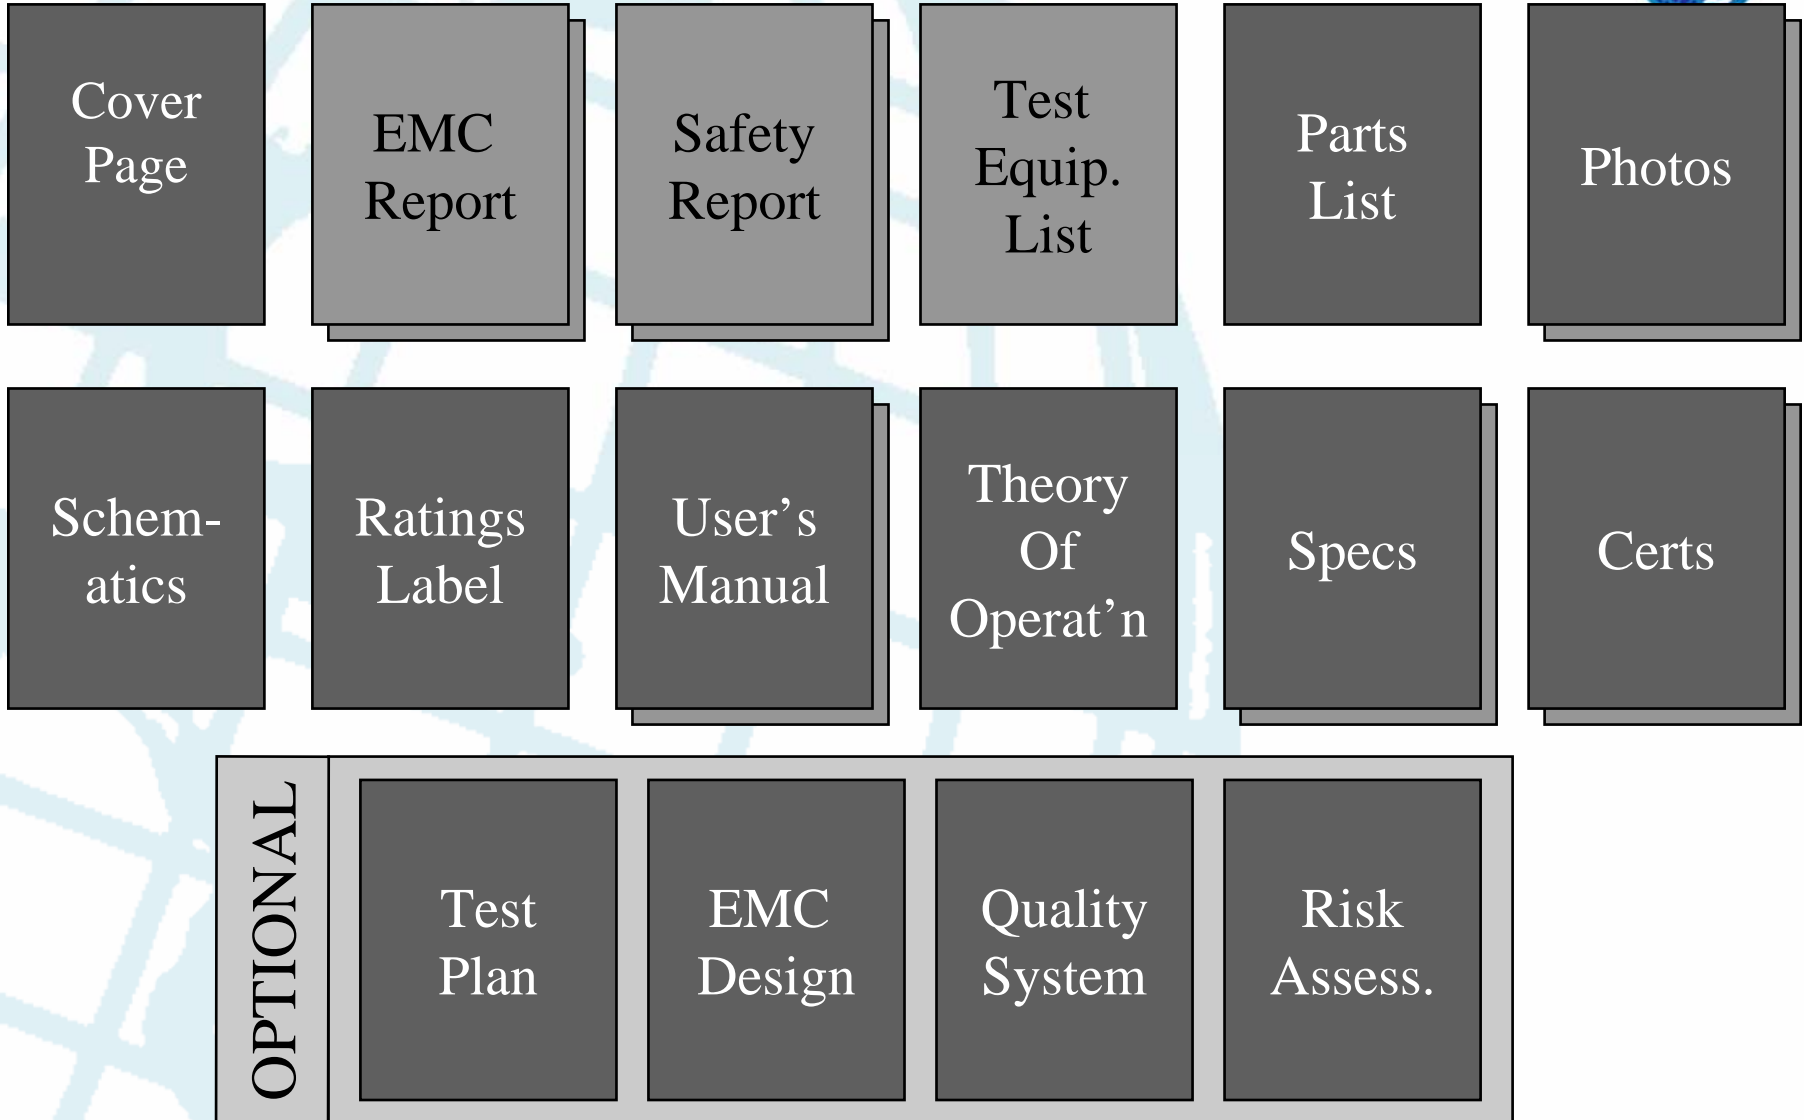 Cover
Page
EMC
Report
Safety
Report
Test
Equip.
List
Parts
List
Photos
Schem-
atics
Ratings
Label
User’s
Manual
Theory
Of
Operat’n
Specs
Certs
OPTIONAL
Test
Plan
EMC
Design
Quality
System
Risk
Assess.